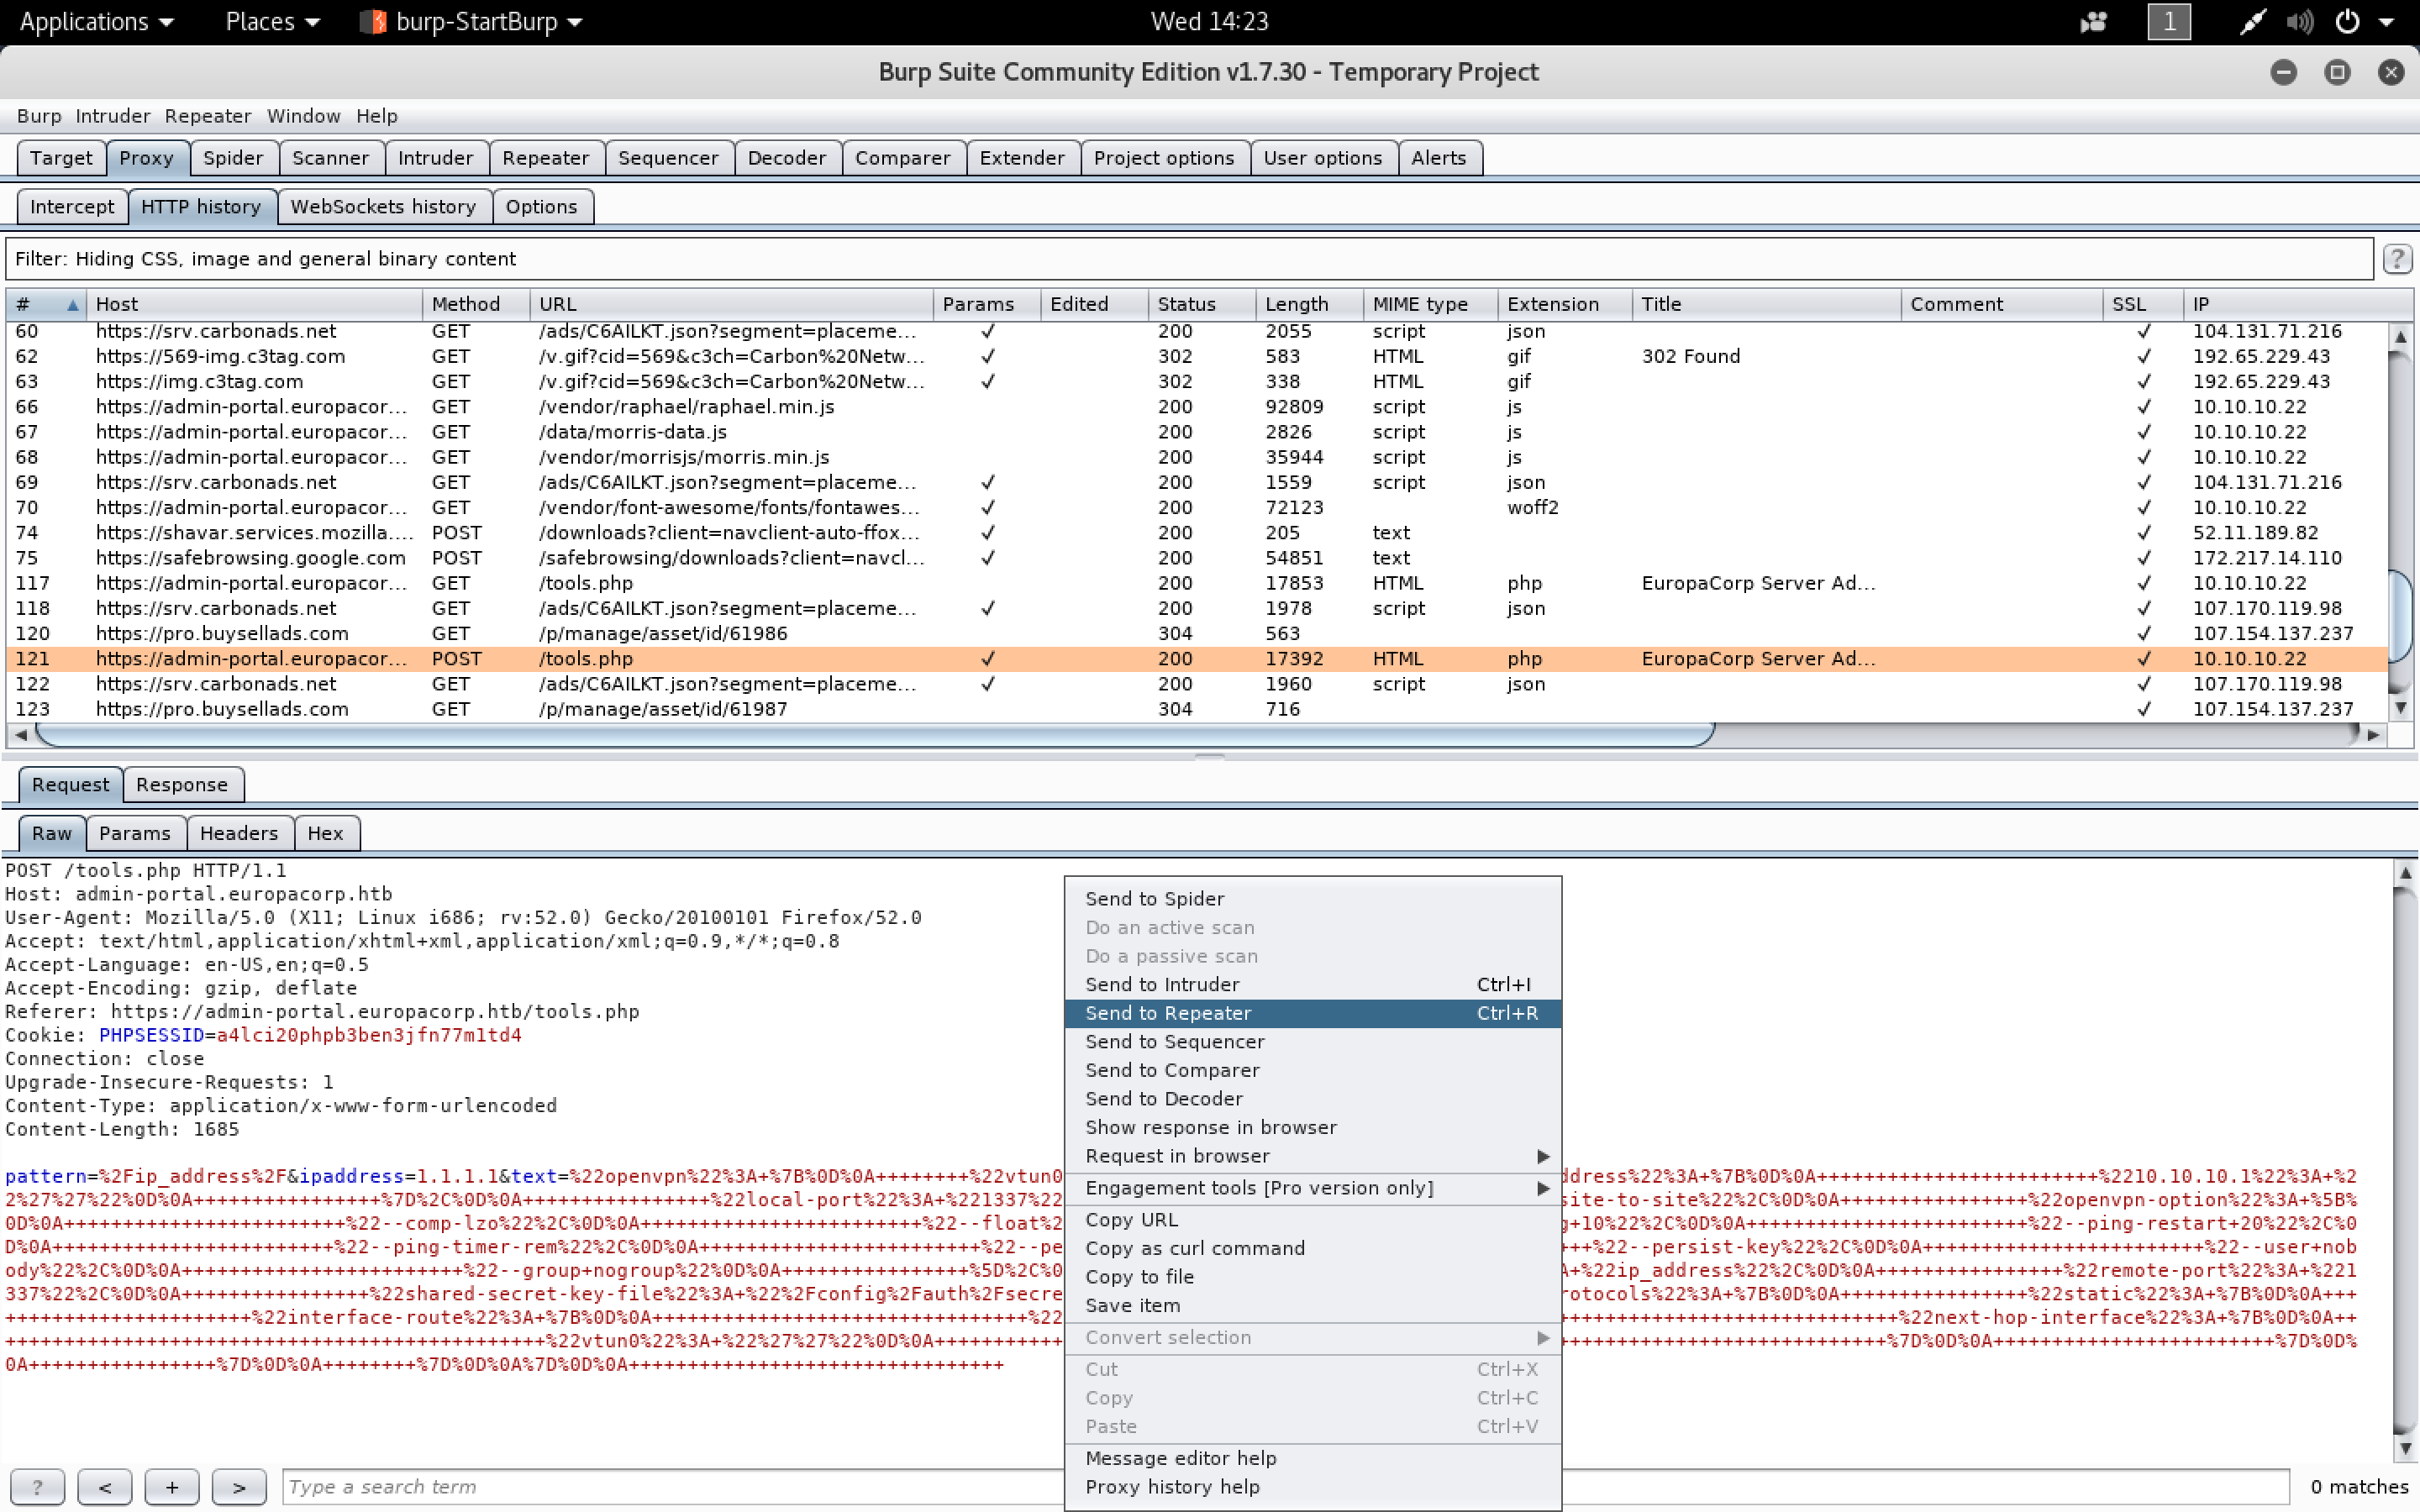 Applications Places burp-StartBurp Wed 14:23 1
Burp Suite Community Edition v1.7.30 - Temporary Project
Burp Intruder Repeater Window Help
Target Proxy Spider Scanner Intruder Repeater Sequencer Decoder Comparer Extender Project options User options Alerts
Intercept HTTP history WebSockets history Options
Filter: Hiding CSS, image and general binary content ?
# Host Method URL Params Edited Status Length MIME type Extension Title Comment SSL IP
60 https://srv.carbonads.net GET /ads/C6AILKT.json?segment=placeme... ✓ 200 2055 script json ✓ 104.131.71.216
62 https://569-img.c3tag.com GET /v.gif?cid=569&c3ch=Carbon%20Netw... ✓ 302 583 HTML gif 302 Found ✓ 192.65.229.43
63 https://img.c3tag.com GET /v.gif?cid=569&c3ch=Carbon%20Netw... ✓ 302 338 HTML gif ✓ 192.65.229.43
66 https://admin-portal.europacor... GET /vendor/raphael/raphael.min.js 200 92809 script js ✓ 10.10.10.22
67 https://admin-portal.europacor... GET /data/morris-data.js 200 2826 script js ✓ 10.10.10.22
68 https://admin-portal.europacor... GET /vendor/morrisjs/morris.min.js 200 35944 script js ✓ 10.10.10.22
69 https://srv.carbonads.net GET /ads/C6AILKT.json?segment=placeme... ✓ 200 1559 script json ✓ 104.131.71.216
70 https://admin-portal.europacor... GET /vendor/font-awesome/fonts/fontawes... ✓ 200 72123 woff2 ✓ 10.10.10.22
74 https://shavar.services.mozilla.... POST /downloads?client=navclient-auto-ffox... ✓ 200 205 text ✓ 52.11.189.82
75 https://safebrowsing.google.com POST /safebrowsing/downloads?client=navcl... ✓ 200 54851 text ✓ 172.217.14.110
117 https://admin-portal.europacor... GET /tools.php 200 17853 HTML php EuropaCorp Server Ad... ✓ 10.10.10.22
118 https://srv.carbonads.net GET /ads/C6AILKT.json?segment=placeme... ✓ 200 1978 script json ✓ 107.170.119.98
120 https://pro.buysellads.com GET /p/manage/asset/id/61986 304 563 ✓ 107.154.137.237
121 https://admin-portal.europacor... POST /tools.php ✓ 200 17392 HTML php EuropaCorp Server Ad... ✓ 10.10.10.22
122 https://srv.carbonads.net GET /ads/C6AILKT.json?segment=placeme... ✓ 200 1960 script json ✓ 107.170.119.98
123 https://pro.buysellads.com GET /p/manage/asset/id/61987 304 716 ✓ 107.154.137.237
Request Response
Raw Params Headers Hex
POST /tools.php HTTP/1.1
Host: admin-portal.europacorp.htb
User-Agent: Mozilla/5.0 (X11; Linux i686; rv:52.0) Gecko/20100101 Firefox/52.0
Accept: text/html,application/xhtml+xml,application/xml;q=0.9,*/*;q=0.8
Accept-Language: en-US,en;q=0.5
Accept-Encoding: gzip, deflate
Referer: https://admin-portal.europacorp.htb/tools.php
Cookie: PHPSESSID=a4lci20phpb3ben3jfn77m1td4
Connection: close
Upgrade-Insecure-Requests: 1
Content-Type: application/x-www-form-urlencoded
Content-Length: 1685
pattern=%2Fip_address%2F&ipaddress=1.1.1.1&text=%22openvpn%22%3A+%7B%0D%0A++++++++%22vtun0 ddress%22%3A+%7B%0D%0A++++++++++++++++++++++++%2210.10.10.1%22%3A+%2
2%27%27%22%0D%0A++++++++++++++++%7D%2C%0D%0A++++++++++++++++%22local-port%22%3A+%221337%22 site-to-site%22%2C%0D%0A++++++++++++++++%22openvpn-option%22%3A+%5B%
0D%0A++++++++++++++++++++++++%22--comp-lzo%22%2C%0D%0A++++++++++++++++++++++++%22--float%2 g+10%22%2C%0D%0A++++++++++++++++++++++++%22--ping-restart+20%22%2C%0
D%0A++++++++++++++++++++++++%22--ping-timer-rem%22%2C%0D%0A++++++++++++++++++++++++%22--pe +++%22--persist-key%22%2C%0D%0A++++++++++++++++++++++++%22--user+nob
ody%22%2C%0D%0A++++++++++++++++++++++++%22--group+nogroup%22%0D%0A++++++++++++++++%5D%2C%0 A+%22ip_address%22%2C%0D%0A++++++++++++++++%22remote-port%22%3A+%221
337%22%2C%0D%0A++++++++++++++++%22shared-secret-key-file%22%3A+%22%2Fconfig%2Fauth%2Fsecre otocols%22%3A+%7B%0D%0A++++++++++++++++%22static%22%3A+%7B%0D%0A+++
+++++++++++++++++++++%22interface-route%22%3A+%7B%0D%0A++++++++++++++++++++++++++++++++%22 +++++++++++++++++++++++++++++%22next-hop-interface%22%3A+%7B%0D%0A++
++++++++++++++++++++++++++++++++++++++++++++++%22vtun0%22%3A+%22%27%27%22%0D%0A+++++++++++ ++++++++++++++++++++++++++++%7D%0D%0A++++++++++++++++++++++++%7D%0D%
0A++++++++++++++++%7D%0D%0A++++++++%7D%0D%0A%7D%0D%0A++++++++++++++++++++++++++++++++
Send to Spider
Do an active scan
Do a passive scan
Send to Intruder Ctrl+I
Send to Repeater Ctrl+R
Send to Sequencer
Send to Comparer
Send to Decoder
Show response in browser
Request in browser
Engagement tools [Pro version only]
Copy URL
Copy as curl command
Copy to file
Save item
Convert selection
Cut Ctrl+X
Copy Ctrl+C
Paste Ctrl+V
Message editor help
Proxy history help
? < + > Type a search term 0 matches